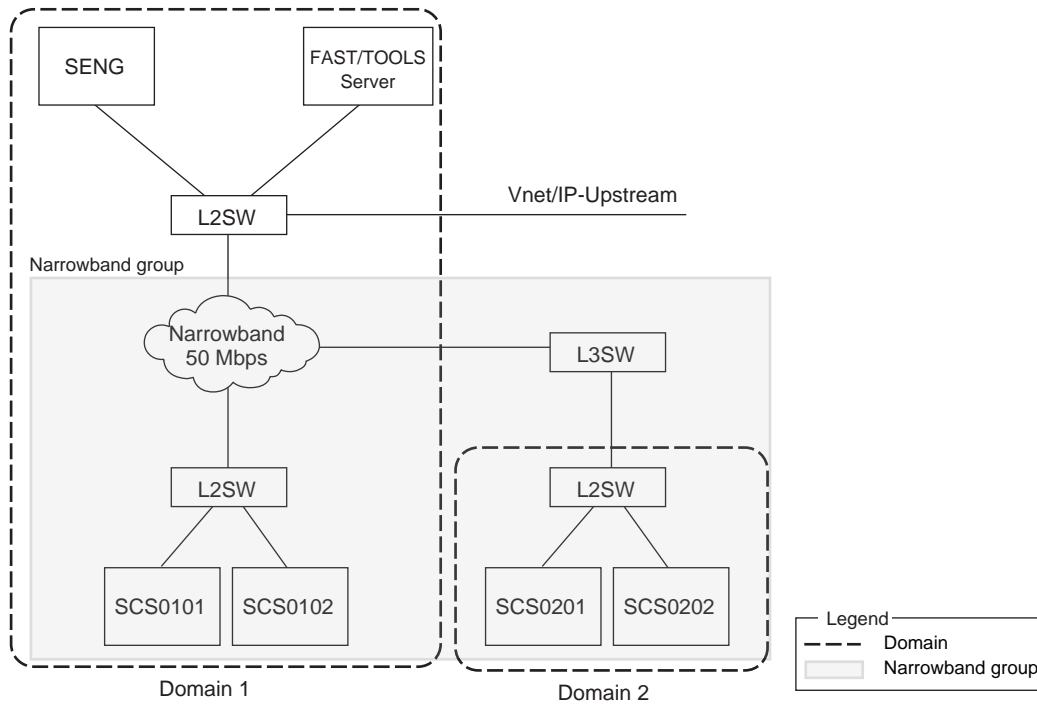 SENG
FAST/TOOLS
Server
L2SW
Vnet/IP-Upstream
Narrowband group
Narrowband
50 Mbps
L3SW
L2SW
L2SW
SCS0101
SCS0102
SCS0201
SCS0202
Domain 1
Domain 2
Legend
Domain
Narrowband group